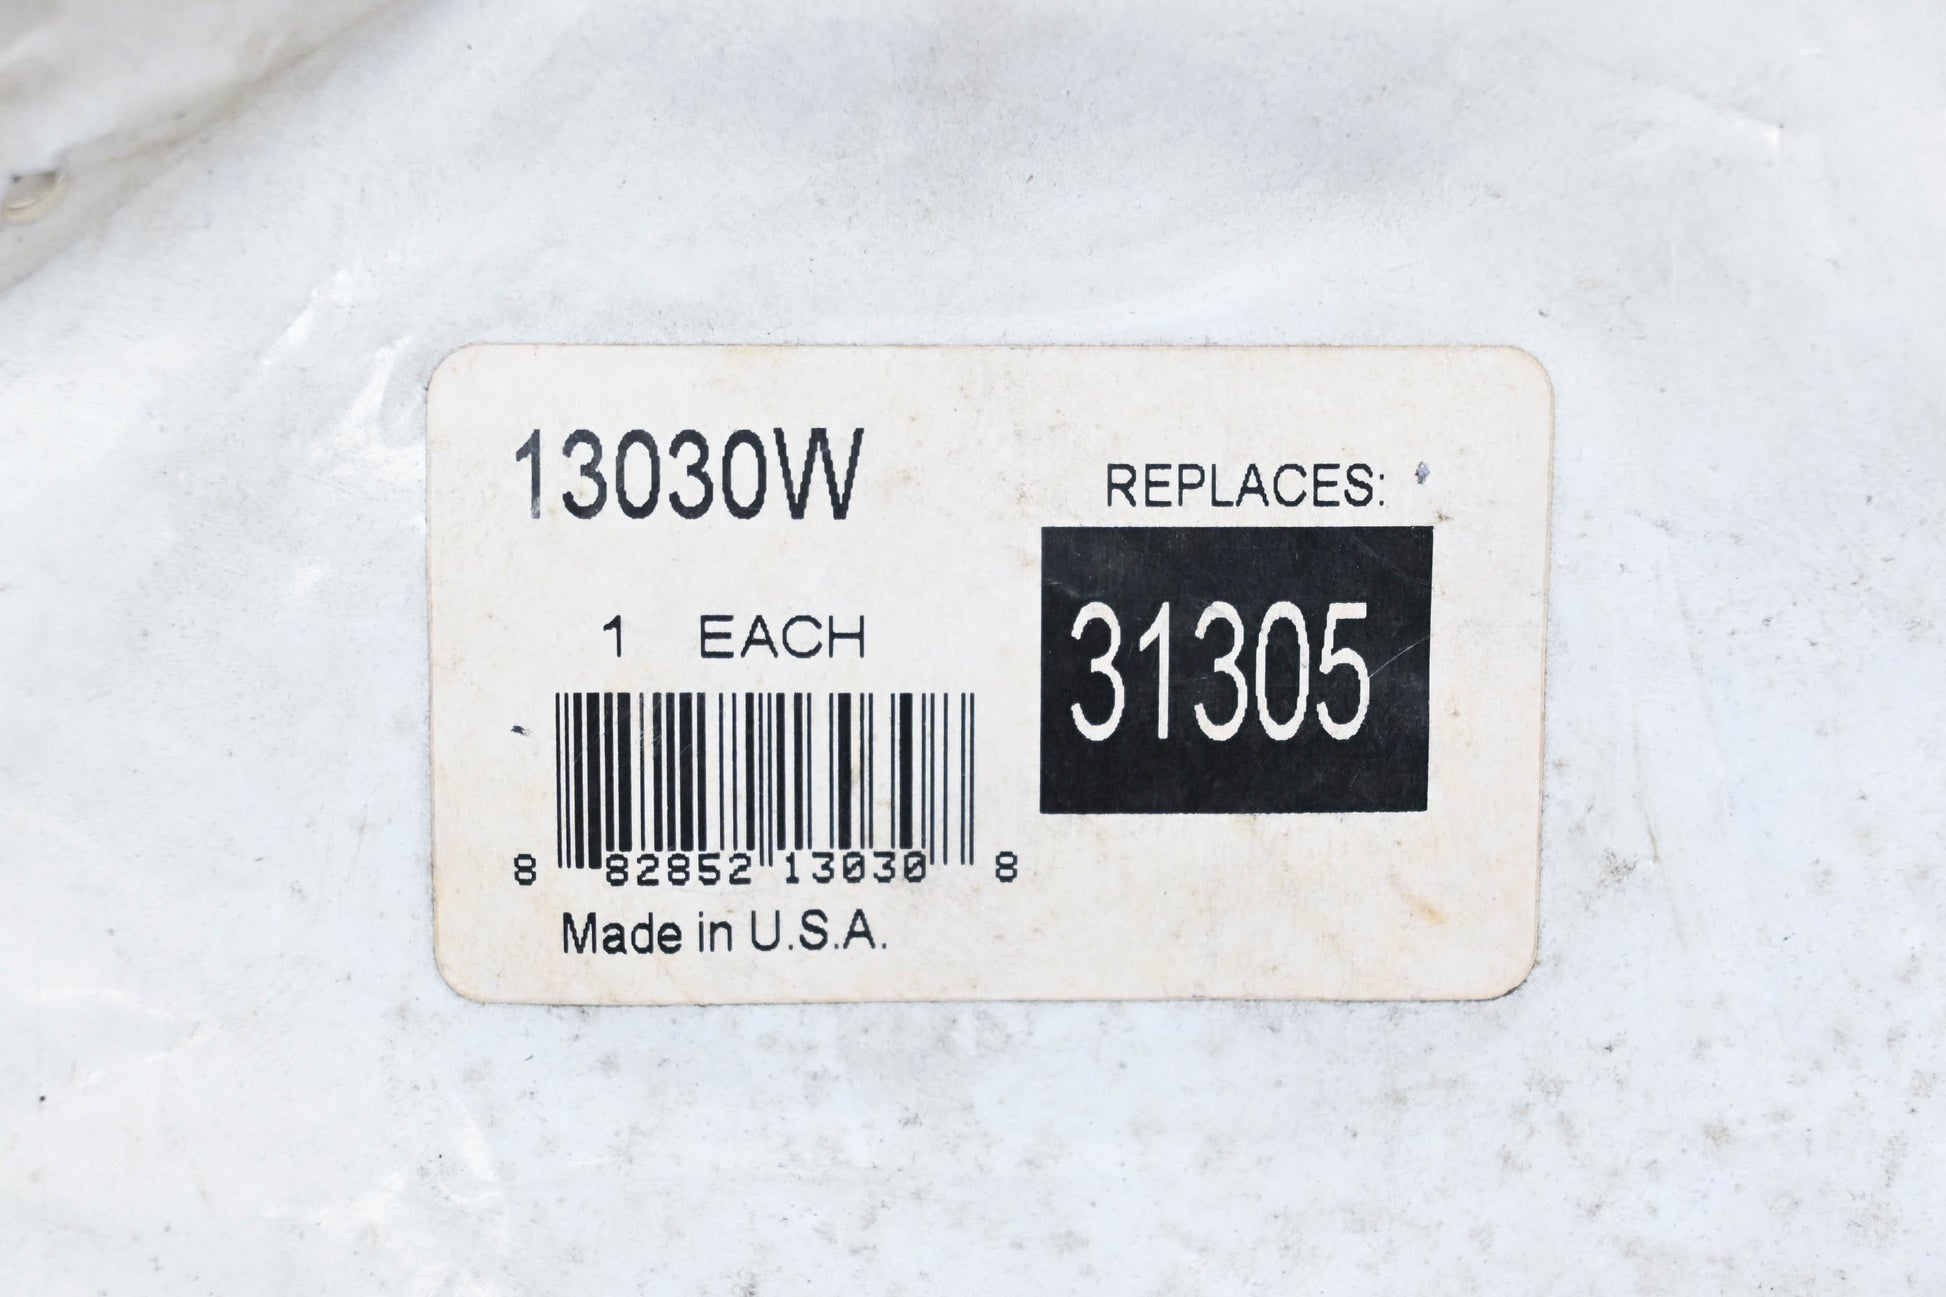 13030W
1 EACH
8 82852 13030 8
Made in U.S.A.
REPLACES:
31305